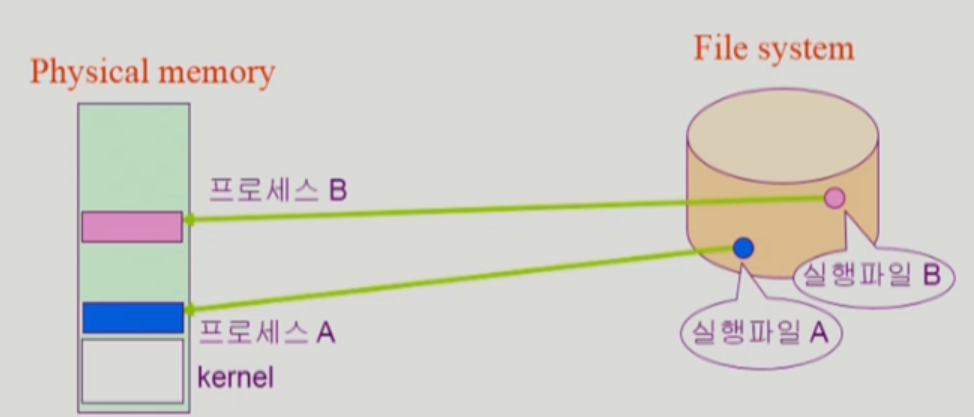 Physical memory
File system
프로세스 B
실행파일 B
프로세스 A
실행파일 A
kernel